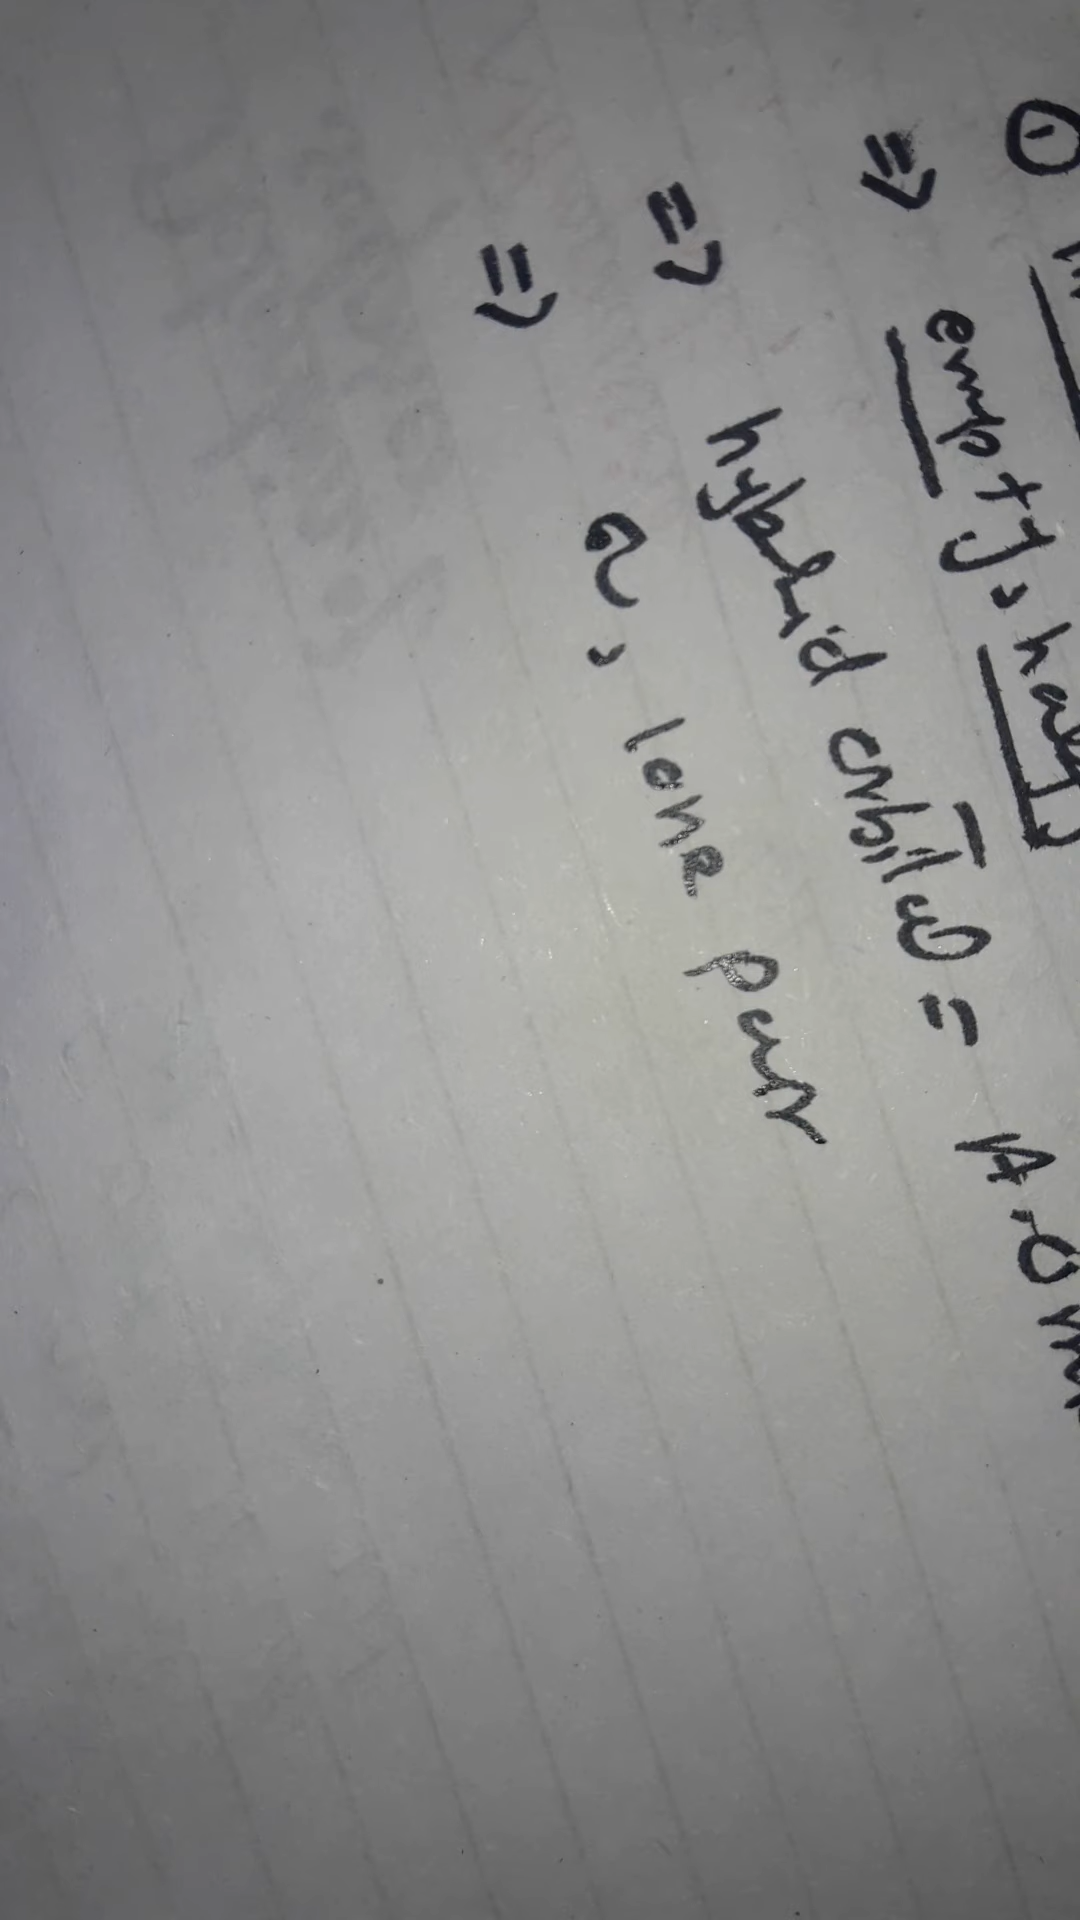 ①
⇒ empty, half
⇒ hybrid orbital = A.O
⇒ σ, lone pair